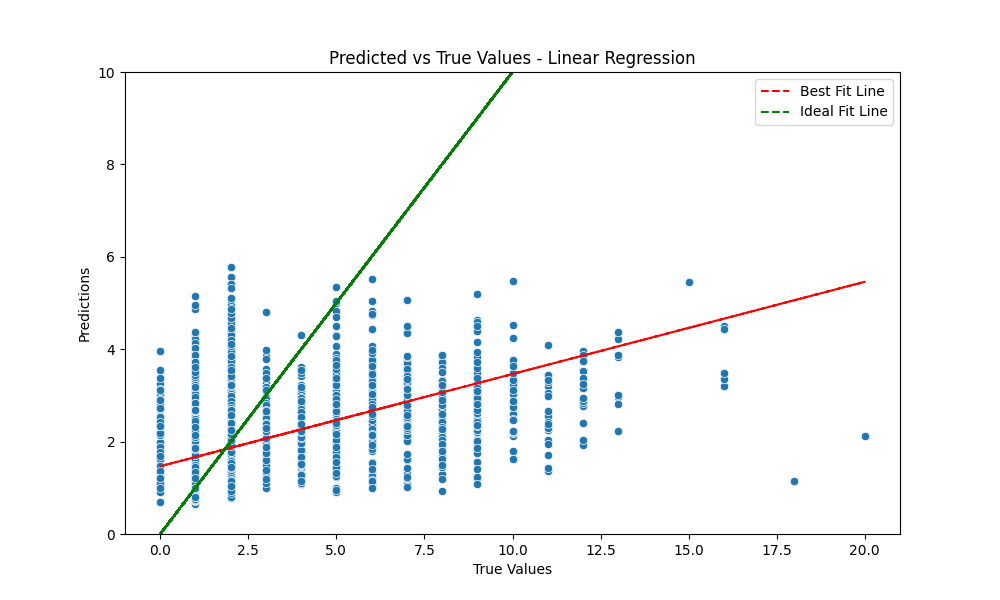 Predicted vs True Values - Linear Regression
Best Fit Line
Ideal Fit Line
10
8
6
4
2
0
Predictions
0.0 2.5 5.0 7.5 10.0 12.5 15.0 17.5 20.0
True Values